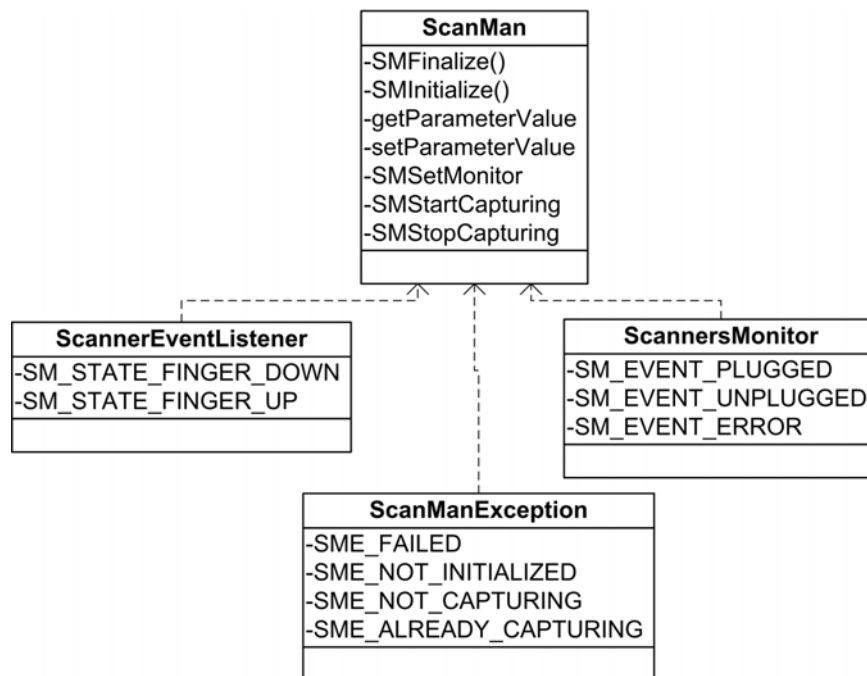 ScanMan
-SMFinalize()
-SMInitialize()
-getParameterValue
-setParameterValue
-SMSetMonitor
-SMStartCapturing
-SMStopCapturing
ScannerEventListener
-SM_STATE_FINGER_DOWN
-SM_STATE_FINGER_UP
ScannersMonitor
-SM_EVENT_PLUGGED
-SM_EVENT_UNPLUGGED
-SM_EVENT_ERROR
ScanManException
-SME_FAILED
-SME_NOT_INITIALIZED
-SME_NOT_CAPTURING
-SME_ALREADY_CAPTURING